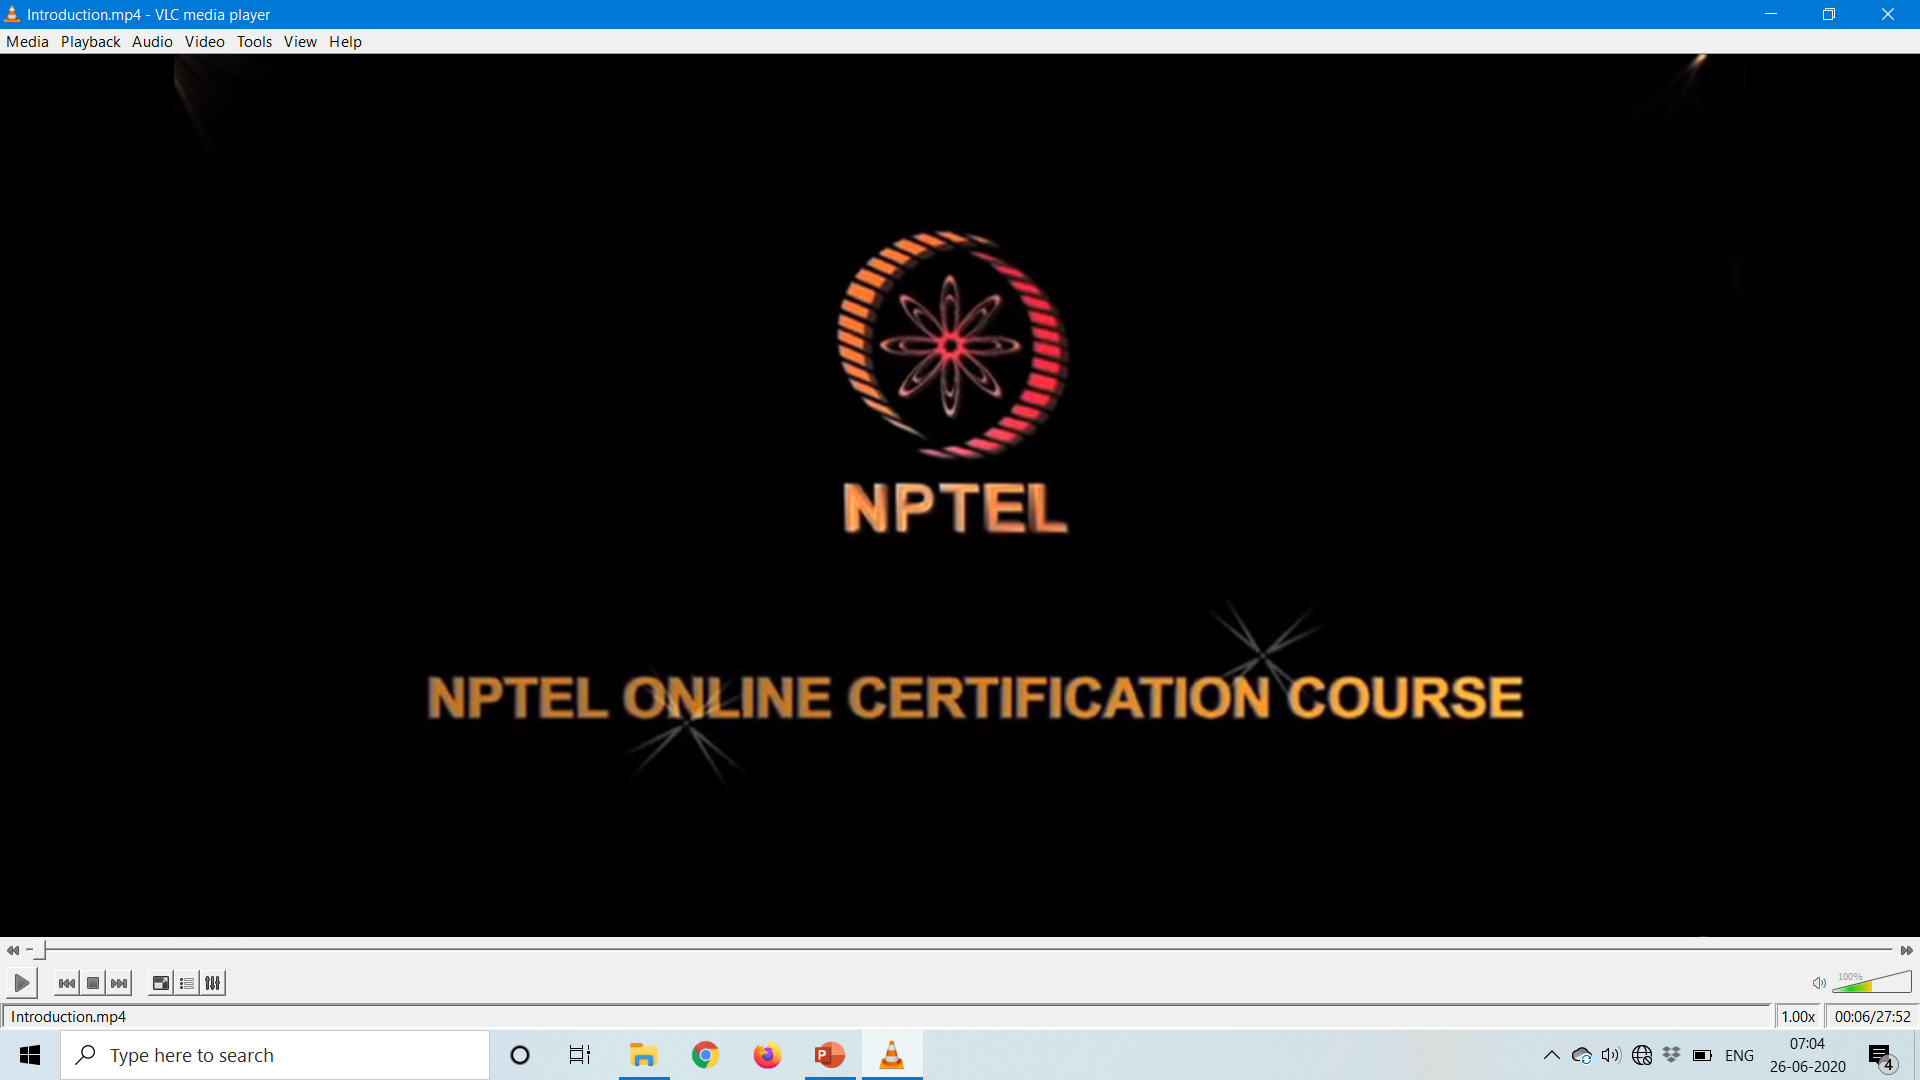 Introduction.mp4 - VLC media player
Media Playback Audio Video Tools View Help
NPTEL
NPTEL ONLINE CERTIFICATION COURSE
100%
Introduction.mp4
1.00x
00:06/27:52
Type here to search
ENG
07:04
26-06-2020
4